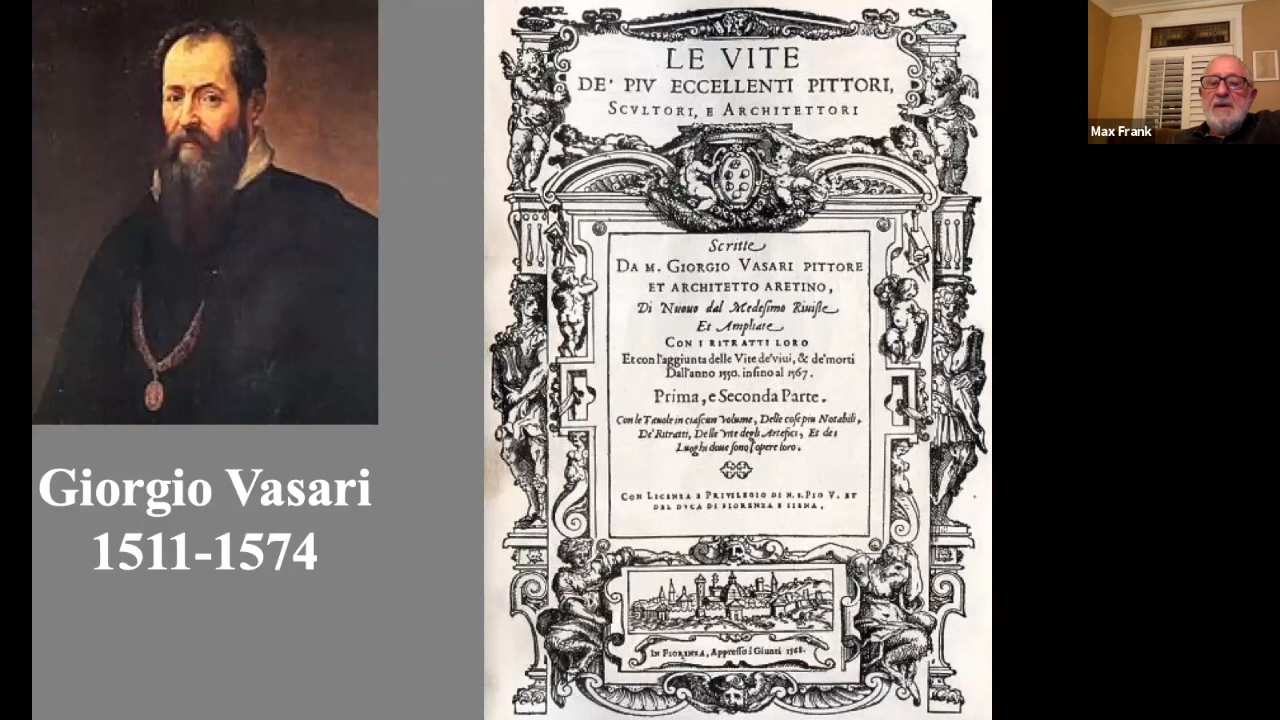 Giorgio Vasari
1511-1574
LE VITE
DE' PIV ECCELLENTI PITTORI,
SCVLTORI, E ARCHITETTORI
Scritte
DA M. GIORGIO VASARI PITTORE
ET ARCHITETTO ARETINO,
Di Nuouo dal Medesimo Riuiste
Et Ampliate
CON I RITRATTI LORO
Et con l'aggiunta delle Vite de'viui, & de'morti
Dall'anno 1550. insino al 1567.
Prima, e Seconda Parte.
Con le Tauole in ciascun volume, Delle cose piu Notabili,
De'Ritratti, Delle vite degli Artefici, Et dei
Luoghi doue sono l'opere loro.
CON LICENZA E PRIVILEGIO DI N. S. PIO V. ET
DEL DVCA DI FIORENZA E SIENA.
IN FIORENZA, Appresso i Giunti 1568.
Max Frank